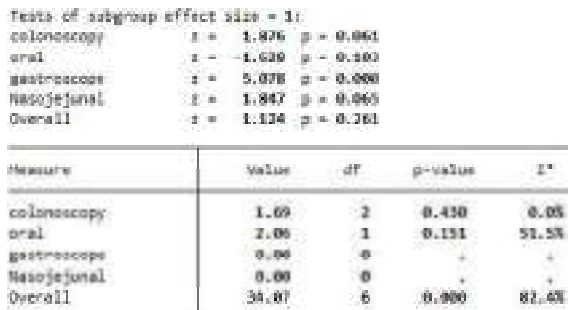 Tests of subgroup effect size = 1:
colonoscopy z = 1.876 p = 0.061
oral z = -1.620 p = 0.102
gastroscope z = 5.078 p = 0.000
Nasojejunal z = 1.847 p = 0.065
Overall z = 1.124 p = 0.261
Measure Value df p-value I²
colonoscopy 1.69 2 0.430 0.0%
oral 2.06 1 0.151 51.5%
gastroscope 0.00 0 . .
Nasojejunal 0.00 0 . .
Overall 34.07 6 0.000 82.4%